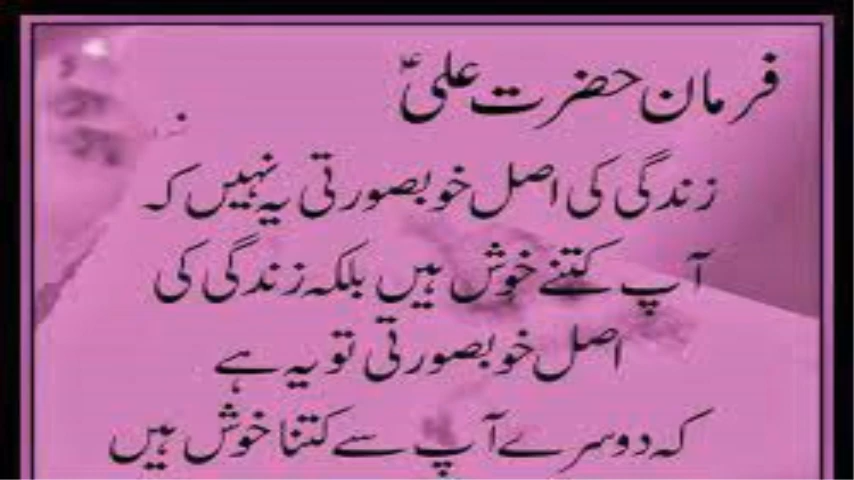 فرمان حضرت علیؑ
زندگی کی اصل خوبصورتی یہ نہیں کہ
آپ کتنے خوش ہیں بلکہ زندگی کی
اصل خوبصورتی تو یہ ہے
کہ دوسرے آپ سے کتنا خوش ہیں